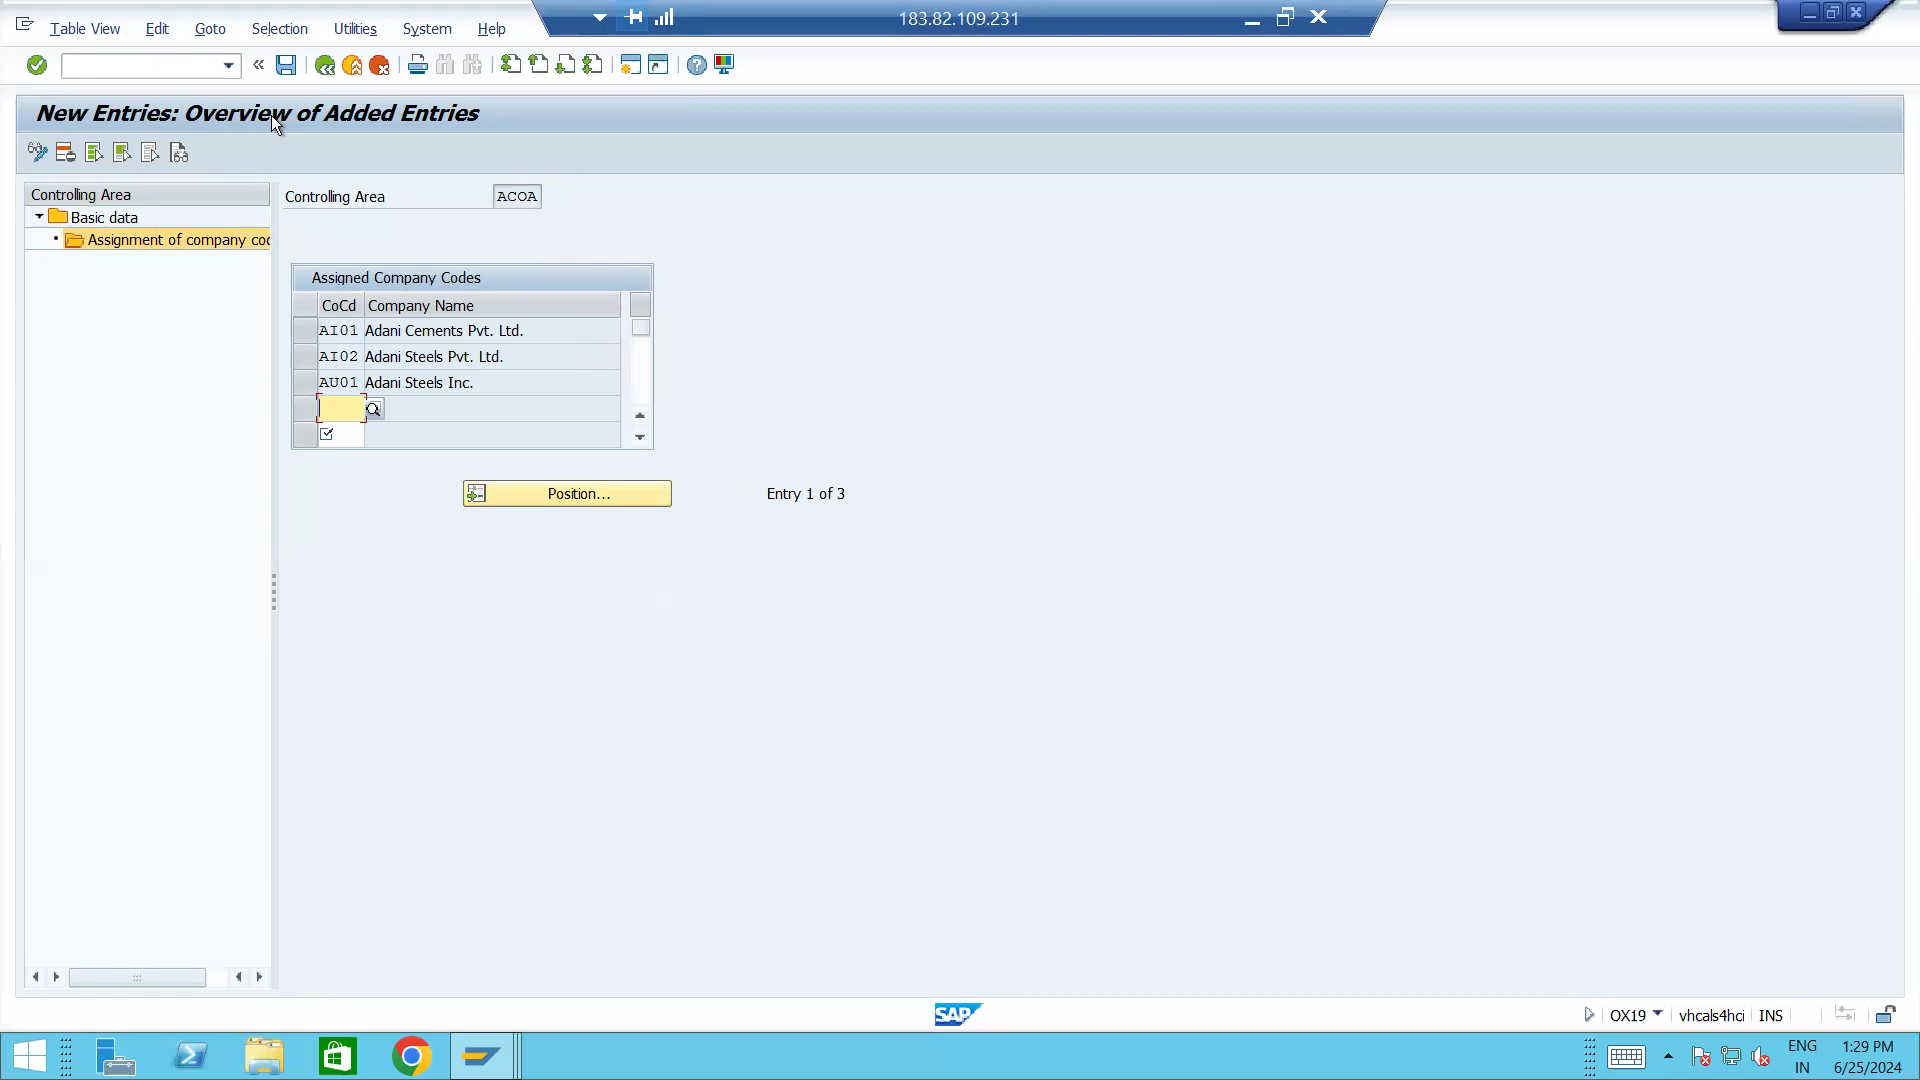 183.82.109.231
Table View Edit Goto Selection Utilities System Help
New Entries: Overview of Added Entries
Controlling Area
Basic data
Assignment of company coc
Controlling Area ACOA
Assigned Company Codes
CoCd Company Name
AI01 Adani Cements Pvt. Ltd.
AI02 Adani Steels Pvt. Ltd.
AU01 Adani Steels Inc.
Position... Entry 1 of 3
SAP
OX19 vhcals4hci INS
ENG 1:29 PM
IN 6/25/2024